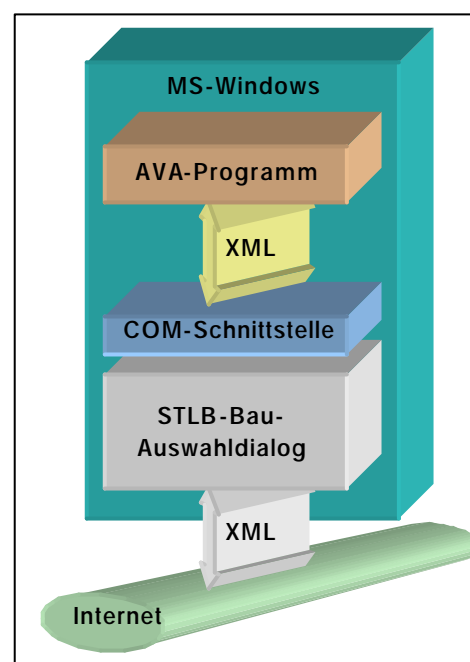 MS-Windows
AVA-Programm
XML
COM-Schnittstelle
STLB-Bau-
Auswahldialog
XML
Internet